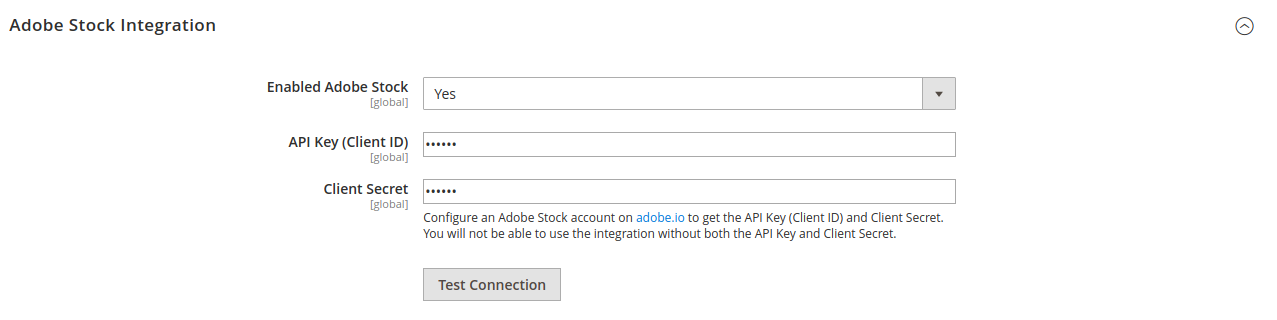 Adobe Stock Integration
Enabled Adobe Stock
[global]
Yes
API Key (Client ID)
[global]
••••••
Client Secret
[global]
••••••
Configure an Adobe Stock account on adobe.io to get the API Key (Client ID) and Client Secret.
You will not be able to use the integration without both the API Key and Client Secret.
Test Connection